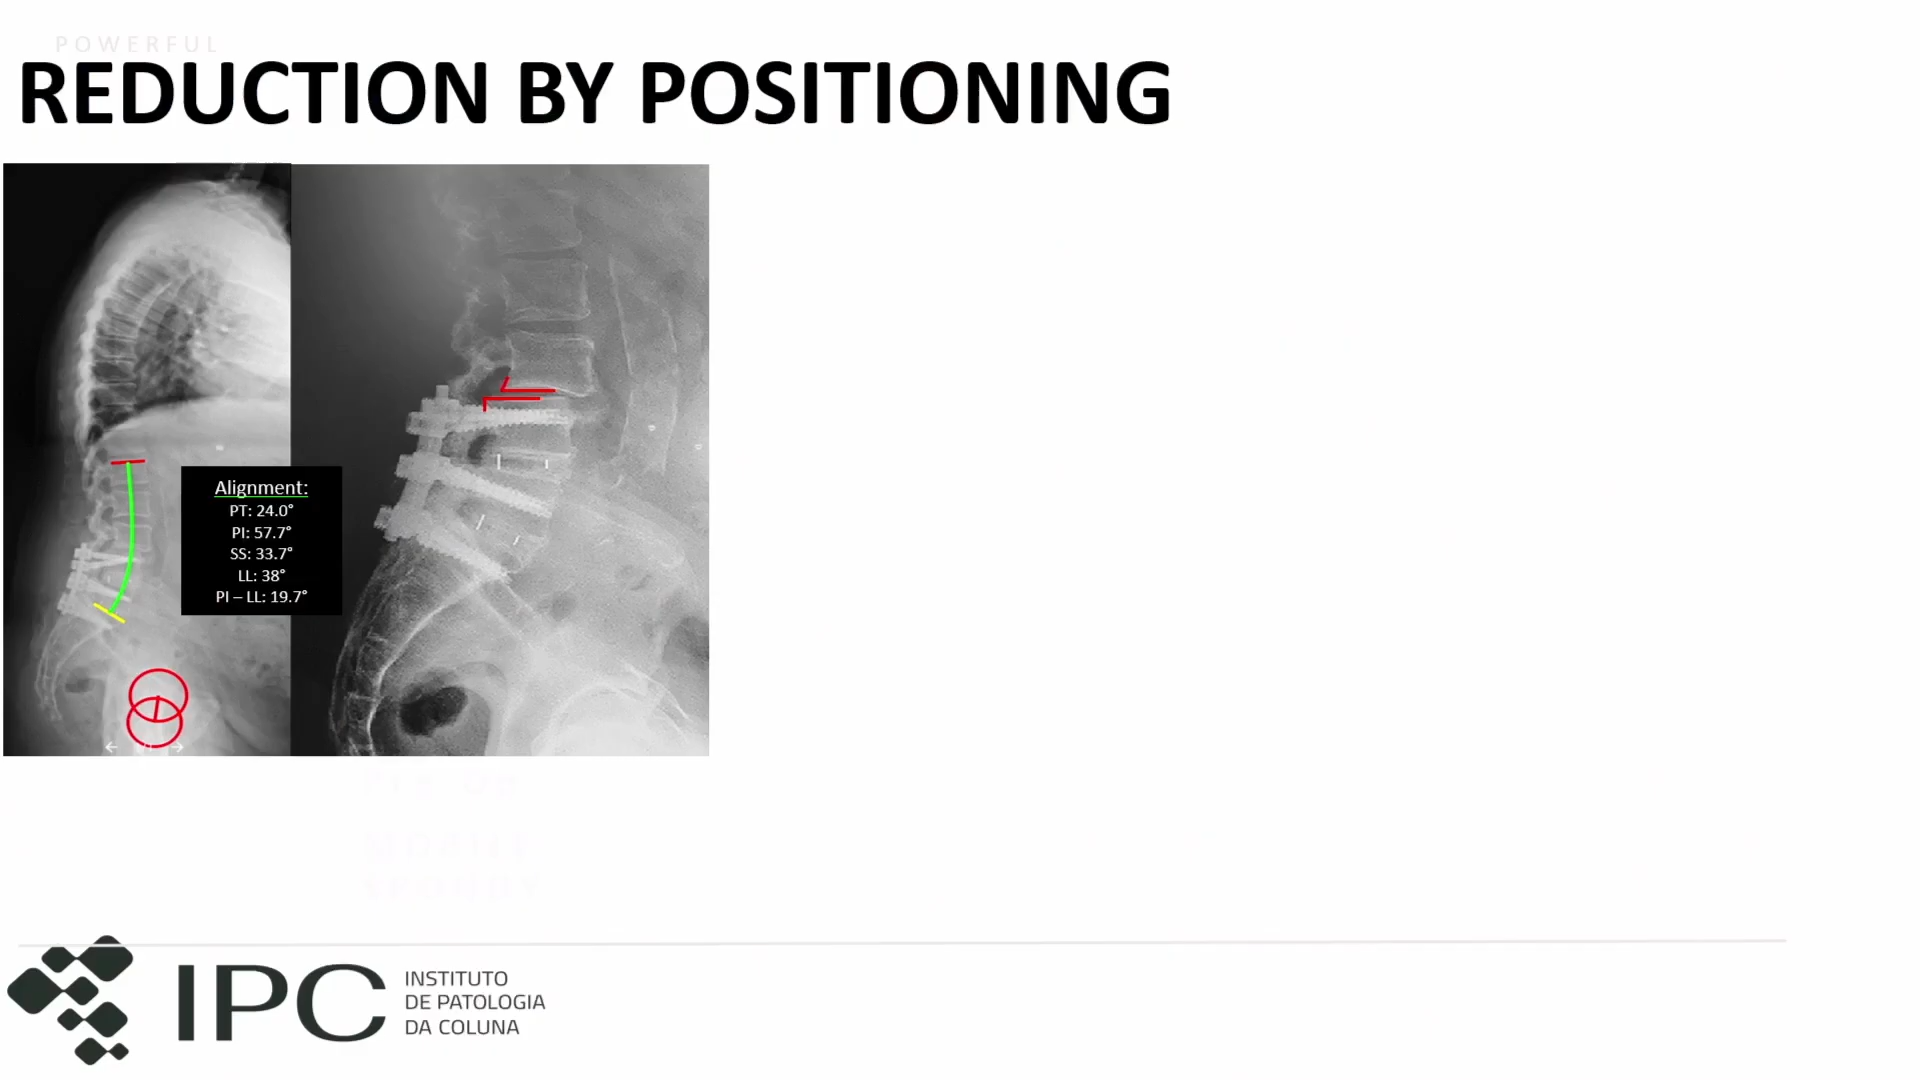 POWERFUL
REDUCTION BY POSITIONING
Alignment:
PT: 24.0°
PI: 57.7°
SS: 33.7°
LL: 38°
PI – LL: 19.7°
IPC
INSTITUTO
DE PATOLOGIA
DA COLUNA